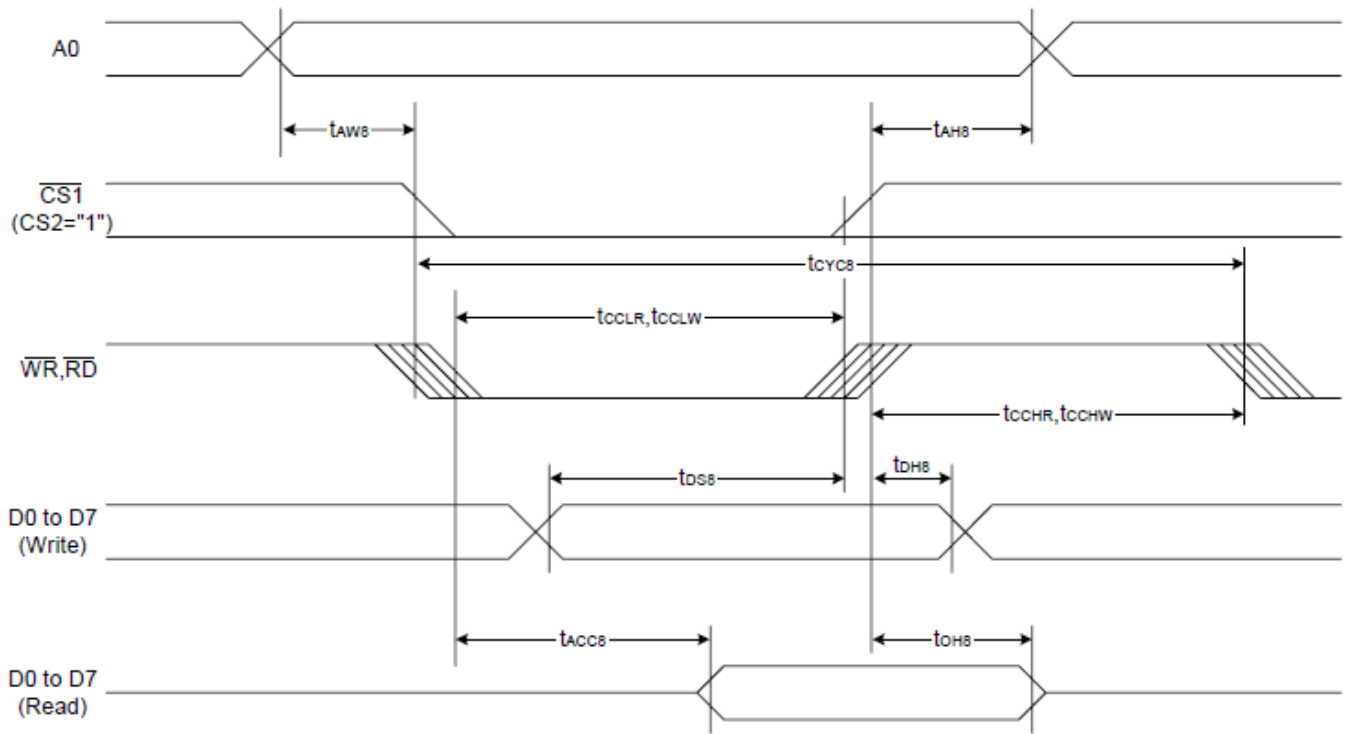 A0
tAW8
tAH8
CS1
(CS2="1")
tCYC8
tCCLR,tCCLW
WR,RD
tCCHR,tCCHW
tDS8
tDH8
D0 to D7
(Write)
tACC8
tOH8
D0 to D7
(Read)